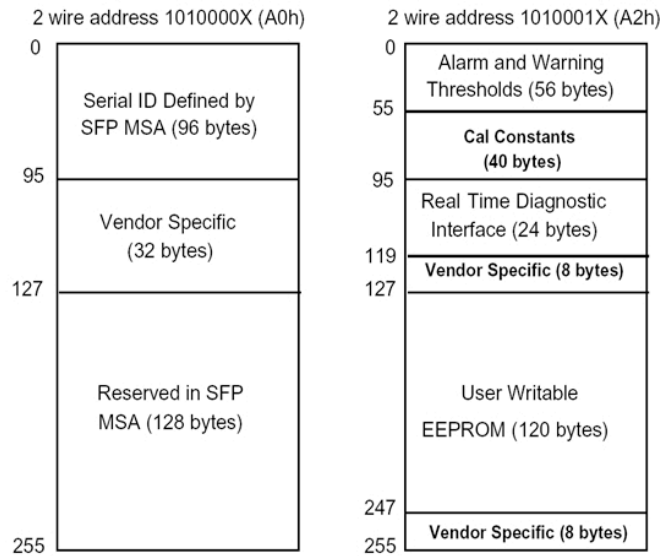 2 wire address 1010000X (A0h)
0
Serial ID Defined by
SFP MSA (96 bytes)
95
Vendor Specific
(32 bytes)
127
Reserved in SFP
MSA (128 bytes)
255
2 wire address 1010001X (A2h)
0
Alarm and Warning
Thresholds (56 bytes)
55
Cal Constants
(40 bytes)
95
Real Time Diagnostic
Interface (24 bytes)
119
Vendor Specific (8 bytes)
127
User Writable
EEPROM (120 bytes)
247
Vendor Specific (8 bytes)
255